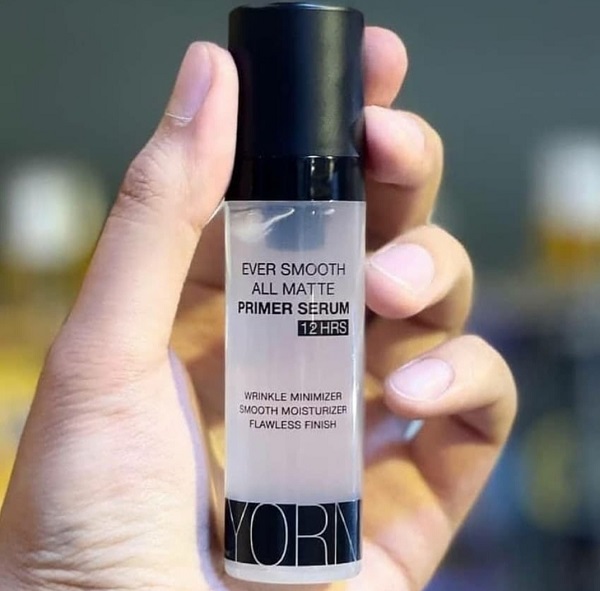 EVER SMOOTH
ALL MATTE
PRIMER SERUM
12 HRS
WRINKLE MINIMIZER
SMOOTH MOISTURIZER
FLAWLESS FINISH
YORN